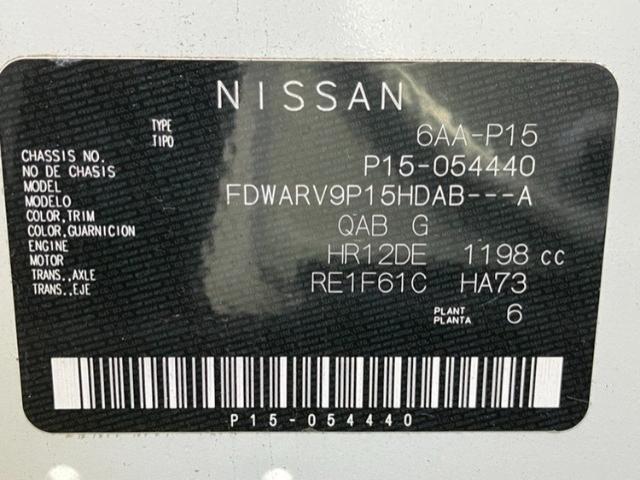 NISSAN
TYPE 6AA-P15
TIPO
CHASSIS NO. P15-054440
NO DE CHASIS
MODEL FDWARV9P15HDAB---A
MODELO
COLOR,TRIM QAB G
COLOR,GUARNICION
ENGINE HR12DE 1198 cc
MOTOR
TRANS.,AXLE RE1F61C HA73
TRANS.,EJE
PLANT 6
PLANTA
P15-054440